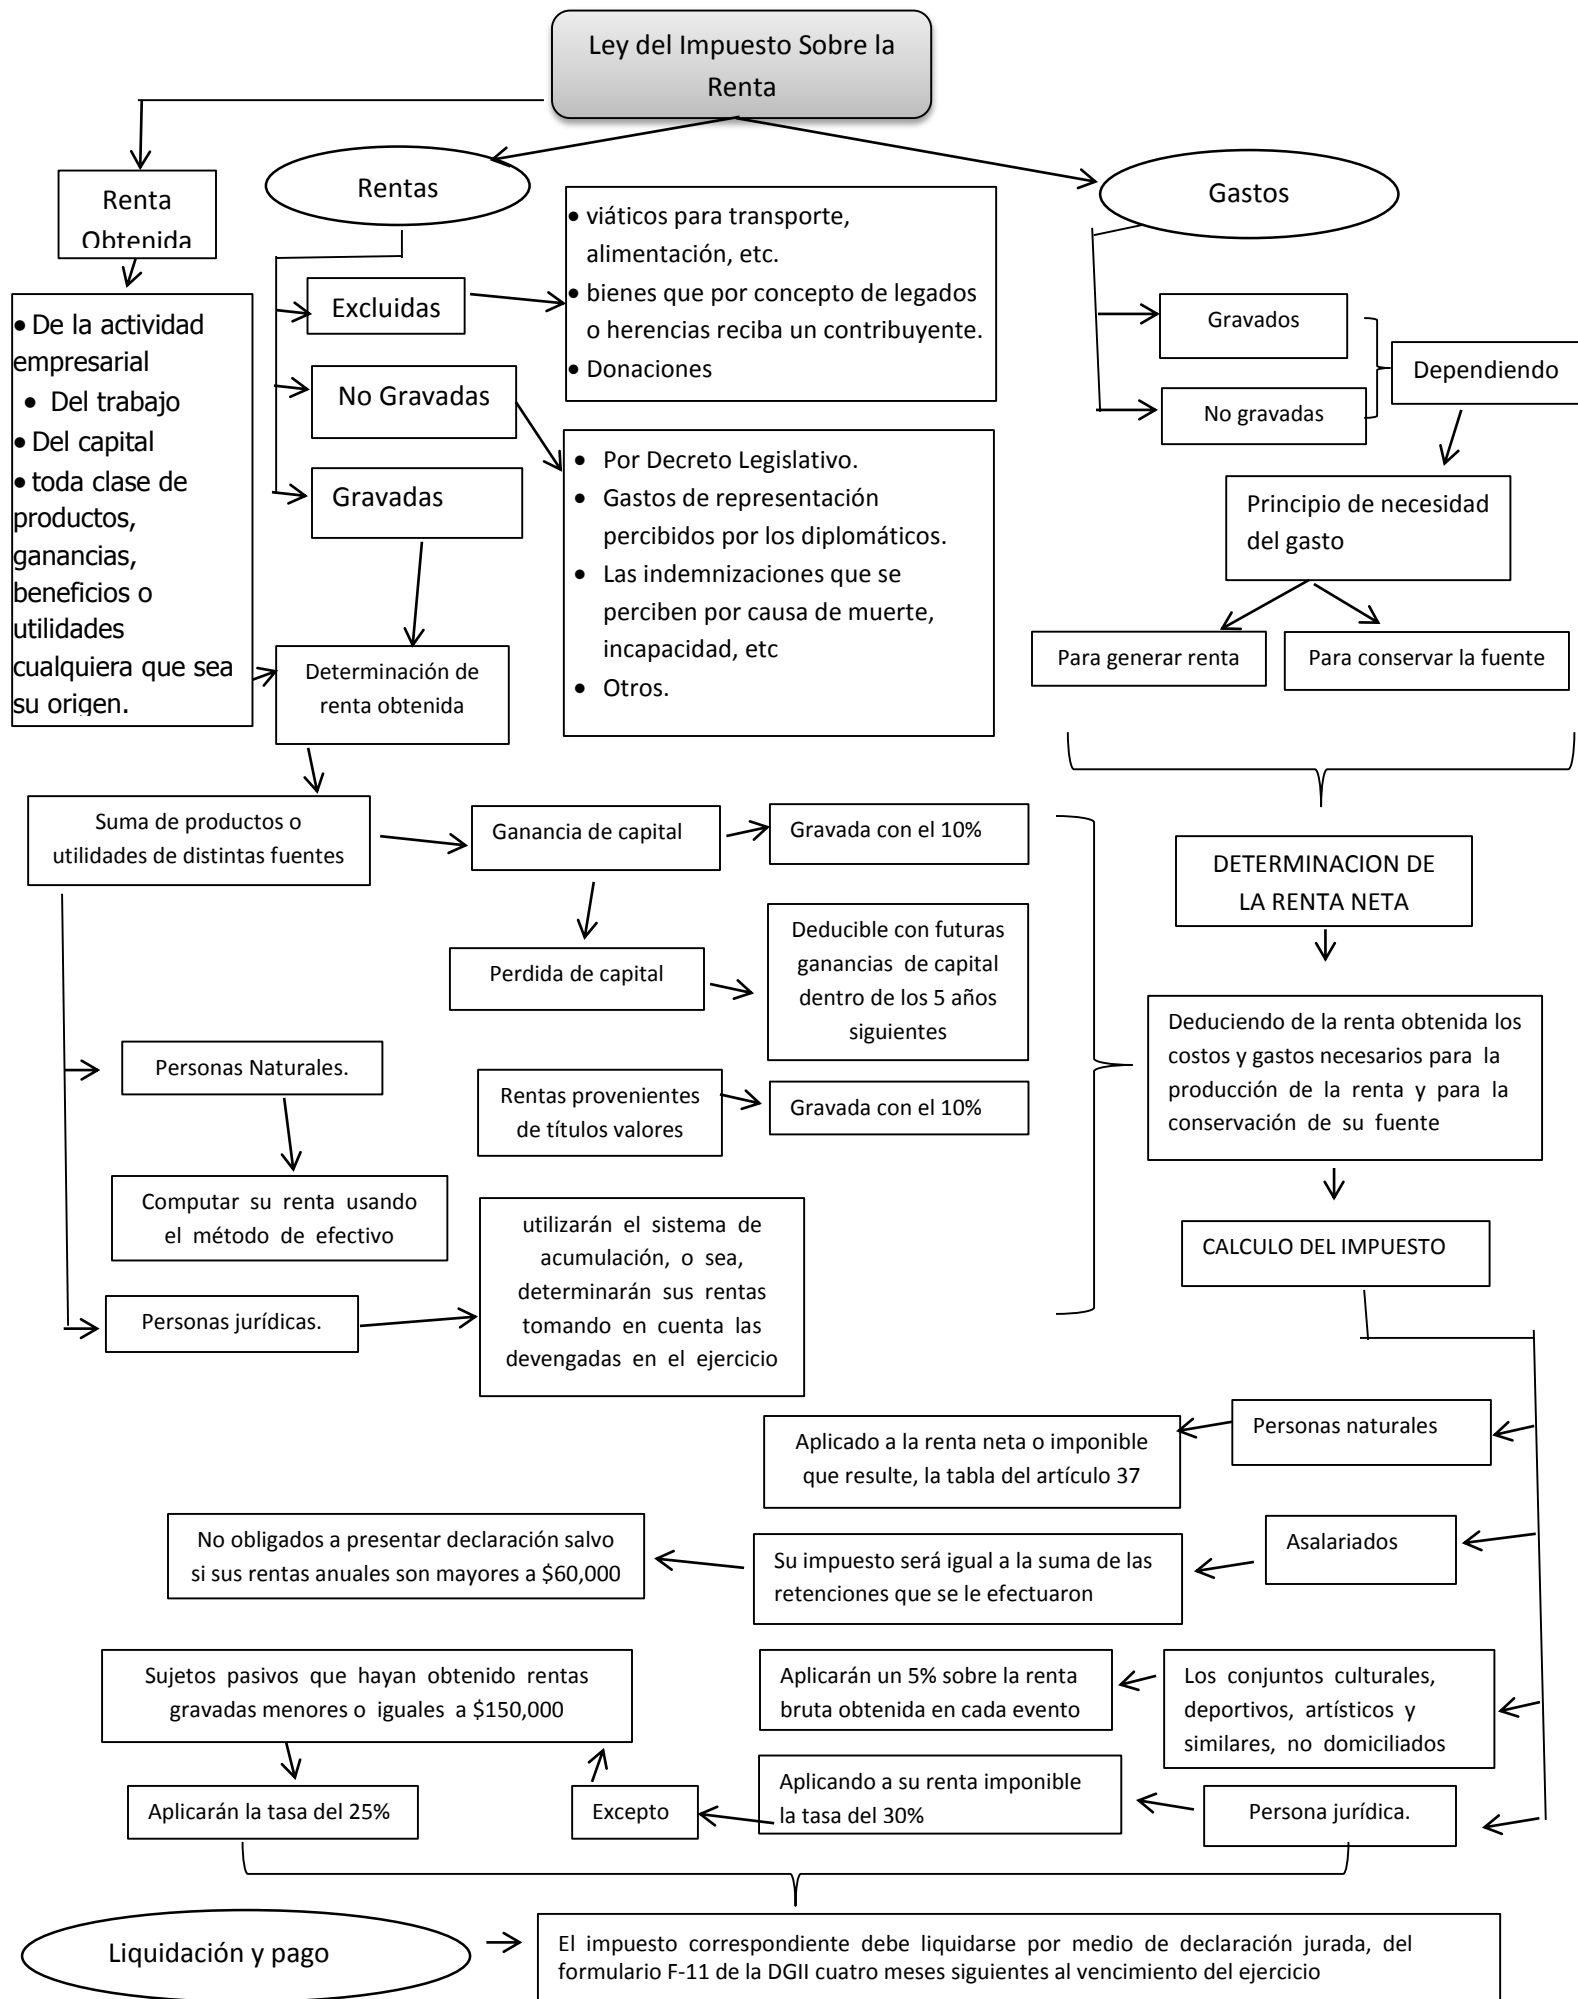 Ley del Impuesto Sobre la
Renta
Renta
Obtenida
Rentas
Gastos
• viáticos para transporte,
alimentación, etc.
• bienes que por concepto de legados
o herencias reciba un contribuyente.
• Donaciones
Excluidas
No Gravadas
Gravadas
• De la actividad
empresarial
• Del trabajo
• Del capital
• toda clase de
productos,
ganancias,
beneficios o
utilidades
cualquiera que sea
su origen.
• Por Decreto Legislativo.
• Gastos de representación
percibidos por los diplomáticos.
• Las indemnizaciones que se
perciben por causa de muerte,
incapacidad, etc
• Otros.
Gravados
No gravadas
Dependiendo
Principio de necesidad
del gasto
Para generar renta
Para conservar la fuente
Determinación de
renta obtenida
Suma de productos o
utilidades de distintas fuentes
Ganancia de capital
Gravada con el 10%
Perdida de capital
Deducible con futuras
ganancias de capital
dentro de los 5 años
siguientes
DETERMINACION DE
LA RENTA NETA
Deduciendo de la renta obtenida los
costos y gastos necesarios para la
producción de la renta y para la
conservación de su fuente
Personas Naturales.
Rentas provenientes
de títulos valores
Gravada con el 10%
Computar su renta usando
el método de efectivo
utilizarán el sistema de
acumulación, o sea,
determinarán sus rentas
tomando en cuenta las
devengadas en el ejercicio
CALCULO DEL IMPUESTO
Personas jurídicas.
Personas naturales
Aplicado a la renta neta o imponible
que resulte, la tabla del artículo 37
Asalariados
Su impuesto será igual a la suma de las
retenciones que se le efectuaron
No obligados a presentar declaración salvo
si sus rentas anuales son mayores a $60,000
Los conjuntos culturales,
deportivos, artísticos y
similares, no domiciliados
Aplicarán un 5% sobre la renta
bruta obtenida en cada evento
Sujetos pasivos que hayan obtenido rentas
gravadas menores o iguales a $150,000
Persona jurídica.
Aplicando a su renta imponible
la tasa del 30%
Excepto
Aplicarán la tasa del 25%
Liquidación y pago
El impuesto correspondiente debe liquidarse por medio de declaración jurada, del
formulario F-11 de la DGII cuatro meses siguientes al vencimiento del ejercicio